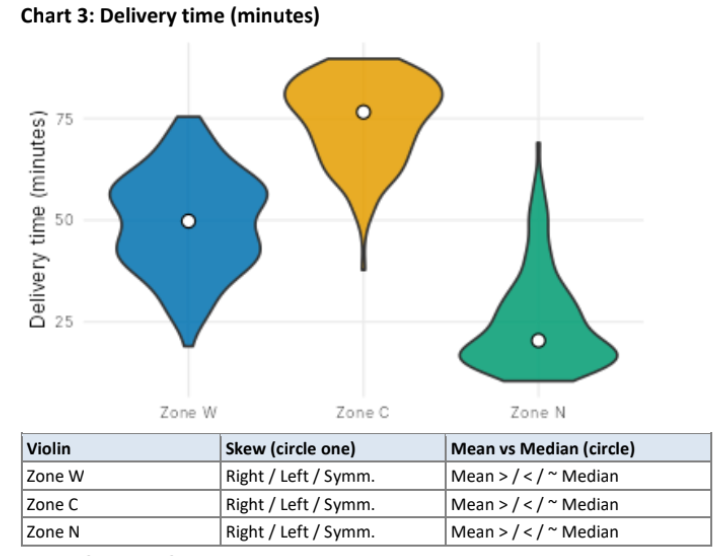 Chart 3: Delivery time (minutes)
Delivery time (minutes)
75
50
25
Zone W Zone C Zone N
Violin Skew (circle one) Mean vs Median (circle)
Zone W Right / Left / Symm. Mean > / < / ~ Median
Zone C Right / Left / Symm. Mean > / < / ~ Median
Zone N Right / Left / Symm. Mean > / < / ~ Median